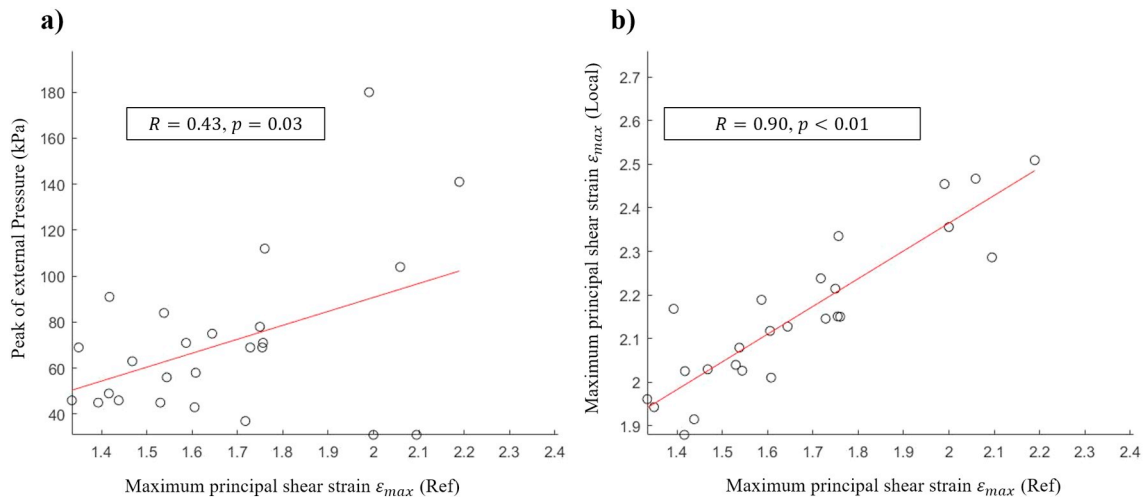 a)
Peak of external Pressure (kPa)
180
160
140
120
100
80
60
40
R = 0.43, p = 0.03
1.4 1.5 1.6 1.7 1.8 1.9 2 2.1 2.2 2.3 2.4
Maximum principal shear strain εmax (Ref)
b)
Maximum principal shear strain εmax (Local)
2.7
2.6
2.5
2.4
2.3
2.2
2.1
2
1.9
R = 0.90, p < 0.01
1.4 1.5 1.6 1.7 1.8 1.9 2 2.1 2.2 2.3 2.4
Maximum principal shear strain εmax (Ref)